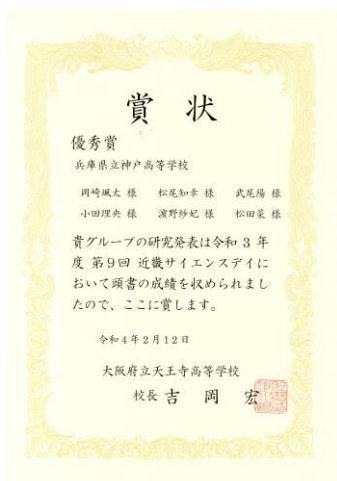 賞状
優秀賞
兵庫県立神戸高等学校
岡崎颯太 様 松尾知幸 様 武尾陽 様
小田理央 様 濵野紗妃 様 松田菜 様
貴グループの研究発表は令和3年
度 第9回 近畿サイエンスデイに
おいて頭書の成績を収められまし
たので、ここに賞します。
令和4年2月12日
大阪府立天王寺高等学校
校長 吉岡 宏